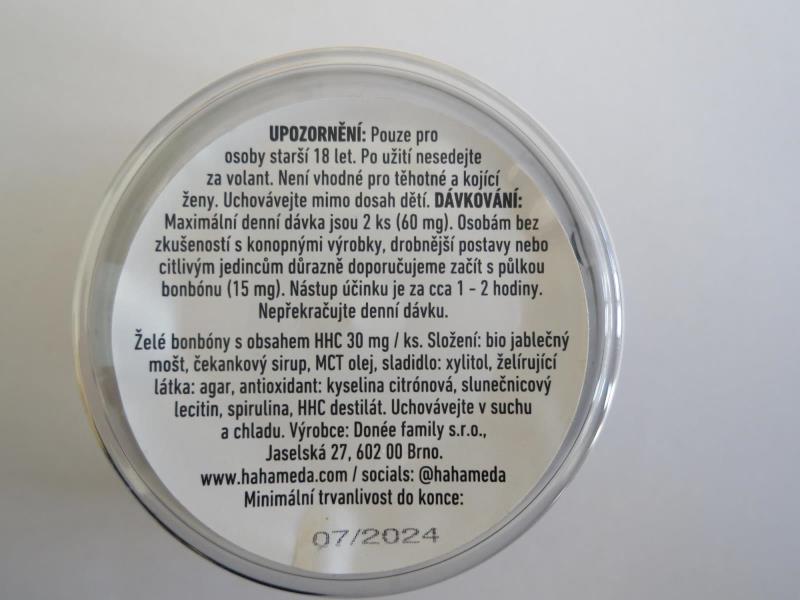 UPOZORNĚNÍ: Pouze pro
osoby starší 18 let. Po užití nesedejte
za volant. Není vhodné pro těhotné a kojící
ženy. Uchovávejte mimo dosah dětí. DÁVKOVÁNÍ:
Maximální denní dávka jsou 2 ks (60 mg). Osobám bez
zkušeností s konopnými výrobky, drobnější postavy nebo
citlivým jedincům důrazně doporučujeme začít s půlkou
bonbónu (15 mg). Nástup účinku je za cca 1 - 2 hodiny.
Nepřekračujte denní dávku.
Želé bonbóny s obsahem HHC 30 mg / ks. Složení: bio jablečný
mošt, čekankový sirup, MCT olej, sladidlo: xylitol, želírující
látka: agar, antioxidant: kyselina citrónová, slunečnicový
lecitin, spirulina, HHC destilát. Uchovávejte v suchu
a chladu. Výrobce: Donée family s.r.o.,
Jaselská 27, 602 00 Brno.
www.hahameda.com / socials: @hahameda
Minimální trvanlivost do konce:
07/2024